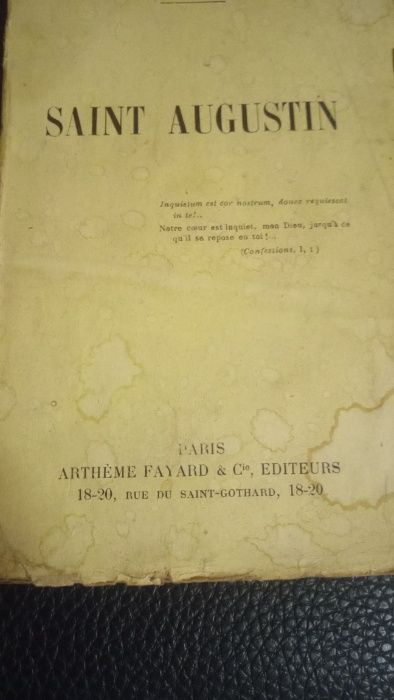 SAINT AUGUSTIN
Inquietum est cor nostrum, donec requiescat
in te!..
Notre cœur est inquiet, mon Dieu, jusqu'à ce
qu'il se repose en toi!...
(Confessions, I, 1)
PARIS
ARTHÈME FAYARD & Cie, EDITEURS
18-20, RUE DU SAINT-GOTHARD, 18-20